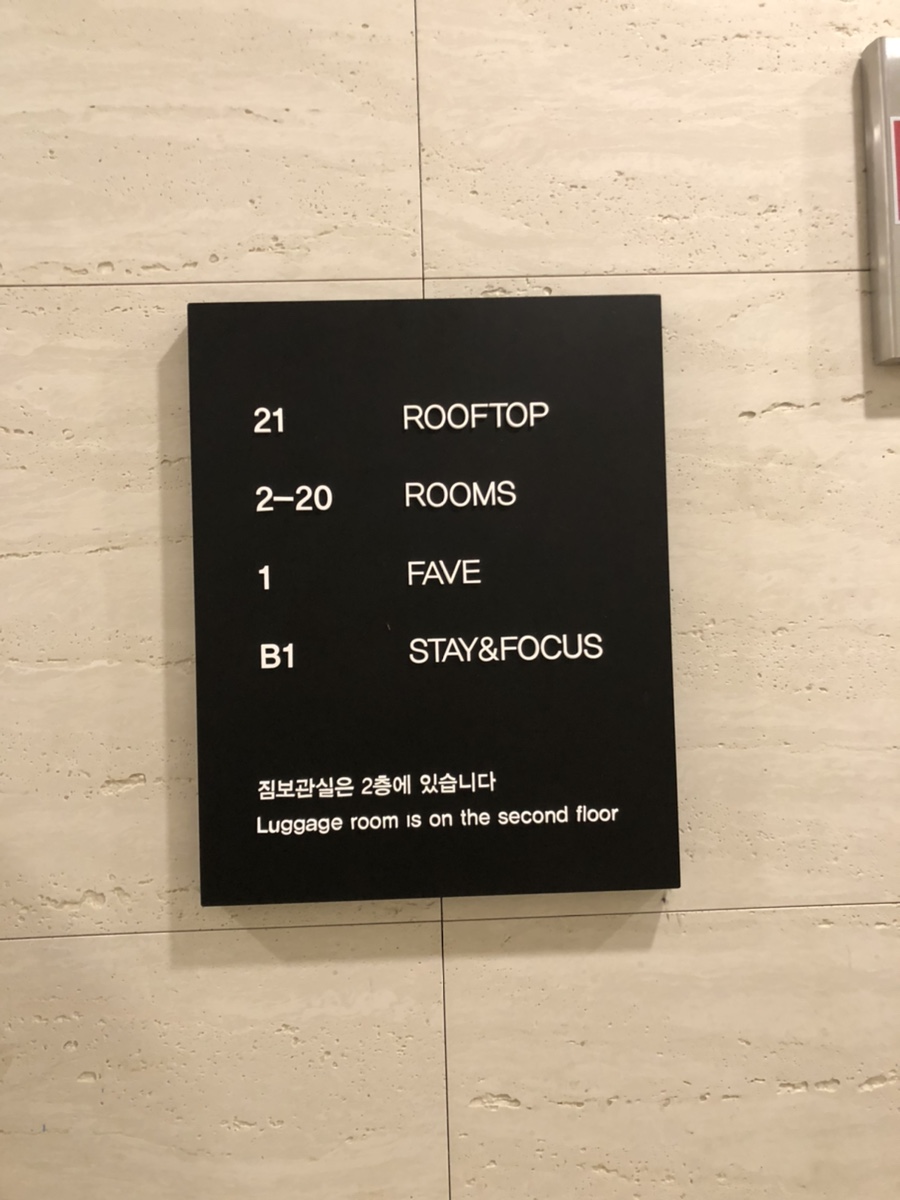 21 ROOFTOP
2–20 ROOMS
1 FAVE
B1 STAY&FOCUS
짐보관실은 2층에 있습니다
Luggage room is on the second floor